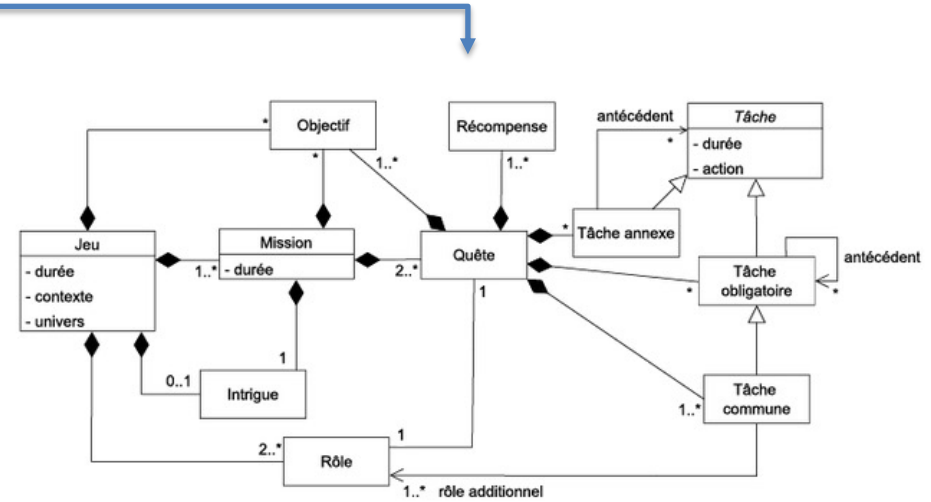 Objectif
*
*
1..*
Récompense
1..*
antécédent
*
Tâche
- durée
- action
Jeu
- durée
- contexte
- univers
1..*
Mission
- durée
2..*
Quête
*
Tâche annexe
Tâche
obligatoire
*
antécédent
*
1
1
0..1
Intrigue
Tâche
commune
1..*
2..*
Rôle
1
1..*
rôle additionnel